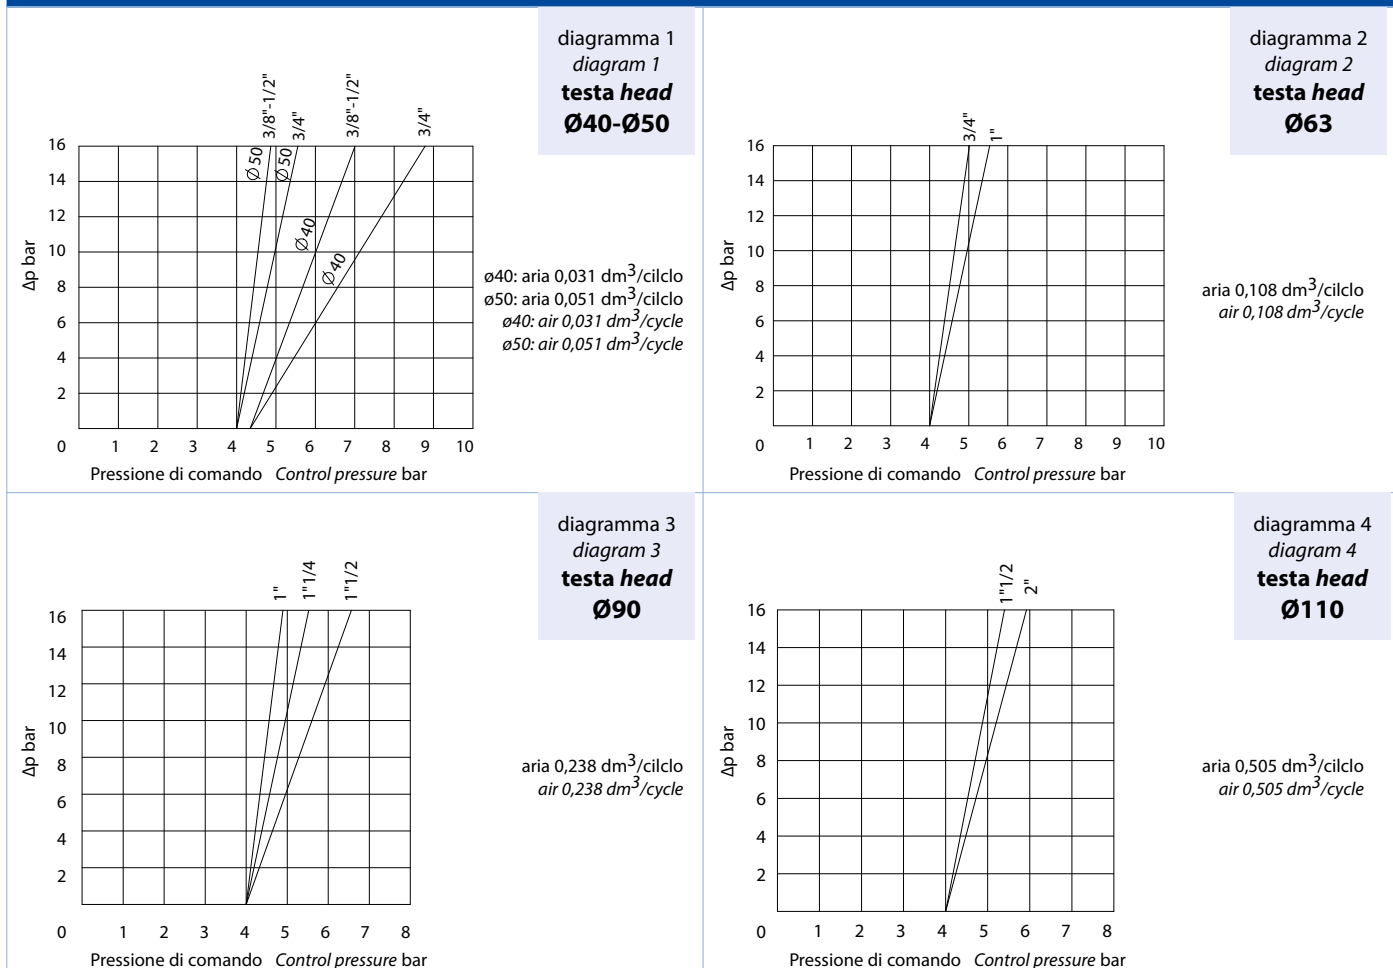 diagramma 1
diagram 1
testa head
Ø40-Ø50
3/8"-1/2"
3/4"
3/8"-1/2"
3/4"
Ø50
Ø50
Ø40
Ø40
16
14
12
10
8
6
4
2
0
Δp bar
1 2 3 4 5 6 7 8 9 10
Pressione di comando Control pressure bar
ø40: aria 0,031 dm³/cilclo
ø50: aria 0,051 dm³/cilclo
ø40: air 0,031 dm³/cycle
ø50: air 0,051 dm³/cycle
diagramma 2
diagram 2
testa head
Ø63
3/4"
1"
16
14
12
10
8
6
4
2
0
Δp bar
1 2 3 4 5 6 7 8 9 10
Pressione di comando Control pressure bar
aria 0,108 dm³/cilclo
air 0,108 dm³/cycle
diagramma 3
diagram 3
testa head
Ø90
1"
1"1/4
1"1/2
16
14
12
10
8
6
4
2
0
Δp bar
1 2 3 4 5 6 7 8
Pressione di comando Control pressure bar
aria 0,238 dm³/cilclo
air 0,238 dm³/cycle
diagramma 4
diagram 4
testa head
Ø110
1"1/2
2"
16
14
12
10
8
6
4
2
0
Δp bar
1 2 3 4 5 6 7 8
Pressione di comando Control pressure bar
aria 0,505 dm³/cilclo
air 0,505 dm³/cycle